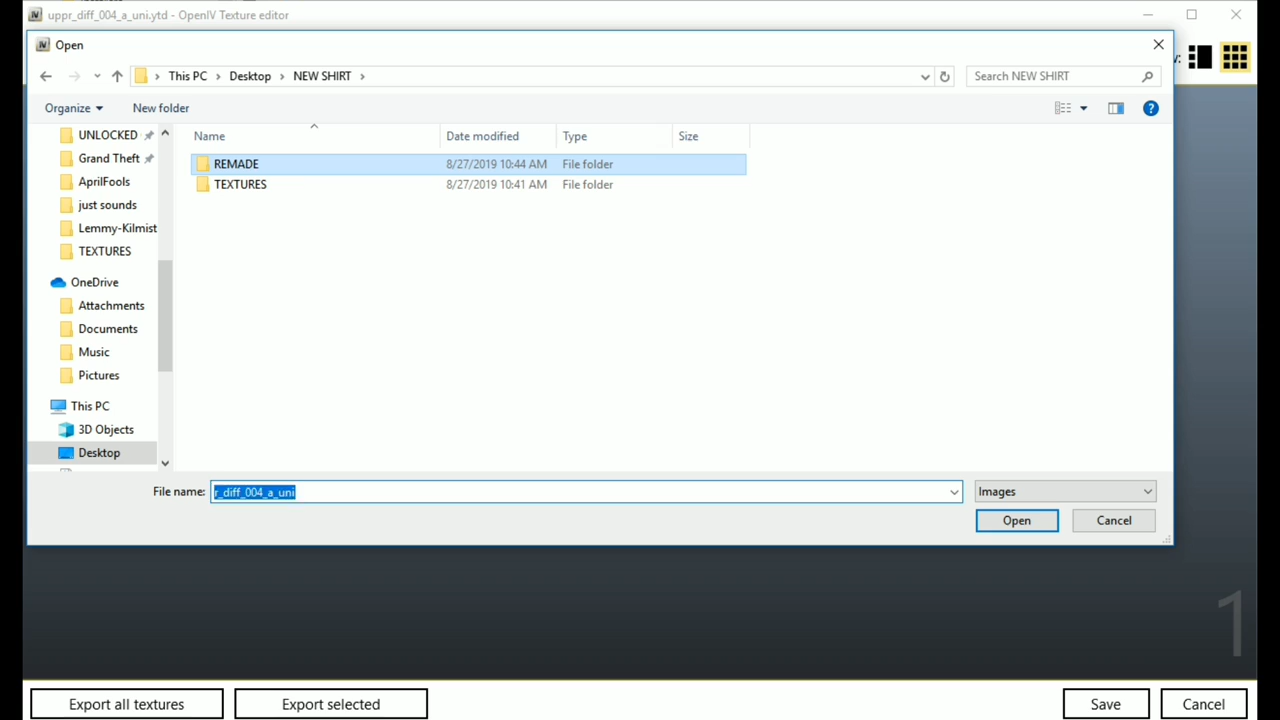 uppr_diff_004_a_uni.ytd - OpenIV Texture editor
Open
This PC
Desktop
NEW SHIRT
Search NEW SHIRT
Organize
New folder
UNLOCKED
Grand Theft
AprilFools
just sounds
Lemmy-Kilmist
TEXTURES
OneDrive
Attachments
Documents
Music
Pictures
This PC
3D Objects
Desktop
Name Date modified Type Size
REMADE 8/27/2019 10:44 AM File folder
TEXTURES 8/27/2019 10:41 AM File folder
File name: r_diff_004_a_uni
Images
Open
Cancel
1
Export all textures
Export selected
Save
Cancel